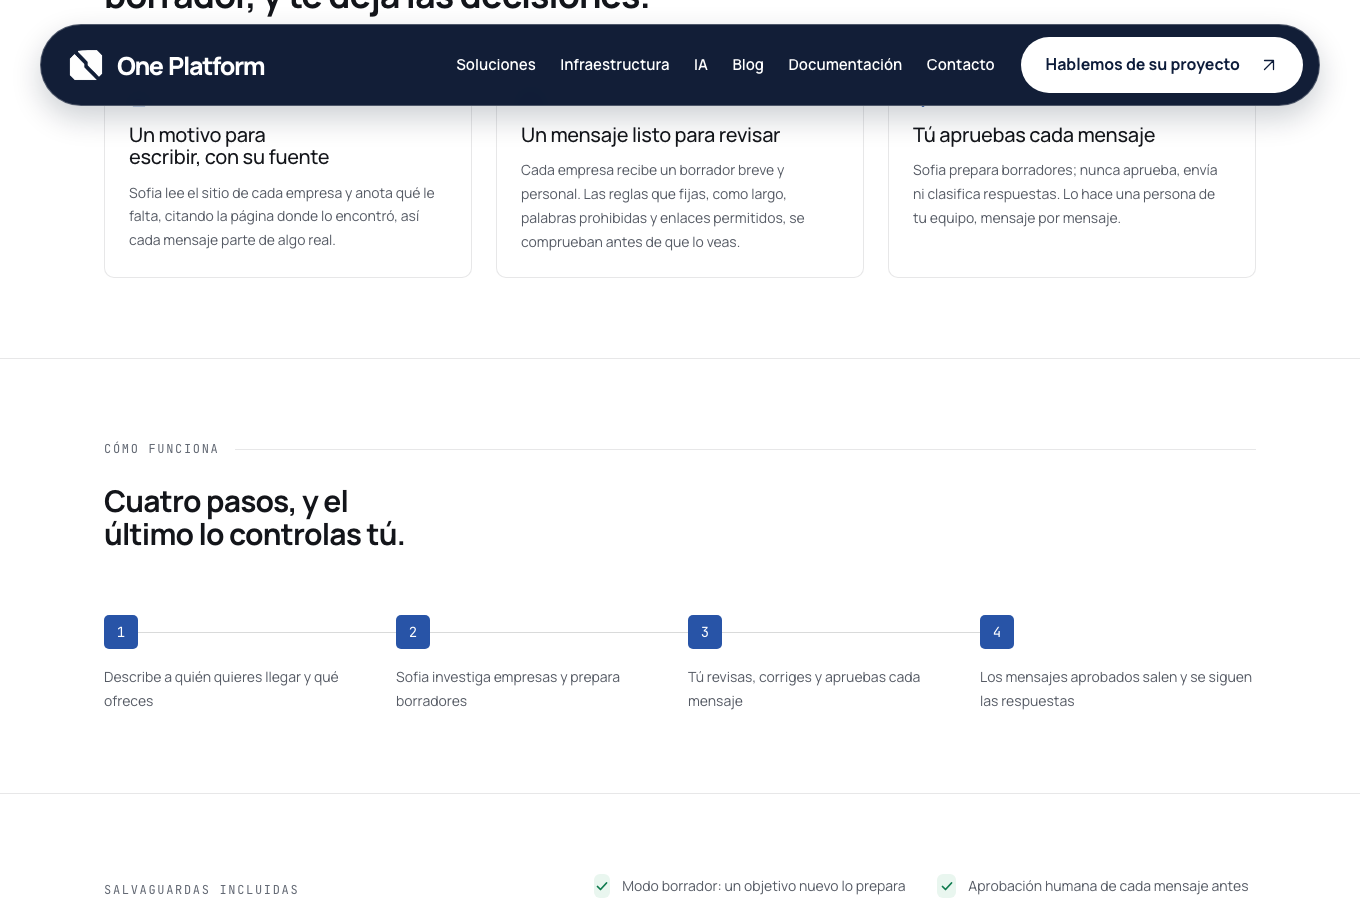 borrador, y te deja las decisiones.
One Platform
Soluciones
Infraestructura
IA
Blog
Documentación
Contacto
Hablemos de su proyecto
Un motivo para
escribir, con su fuente
Sofia lee el sitio de cada empresa y anota qué le
falta, citando la página donde lo encontró, así
cada mensaje parte de algo real.
Un mensaje listo para revisar
Cada empresa recibe un borrador breve y
personal. Las reglas que fijas, como largo,
palabras prohibidas y enlaces permitidos, se
comprueban antes de que lo veas.
Tú apruebas cada mensaje
Sofia prepara borradores; nunca aprueba, envía
ni clasifica respuestas. Lo hace una persona de
tu equipo, mensaje por mensaje.
CÓMO FUNCIONA
Cuatro pasos, y el
último lo controlas tú.
1
Describe a quién quieres llegar y qué
ofreces
2
Sofia investiga empresas y prepara
borradores
3
Tú revisas, corriges y apruebas cada
mensaje
4
Los mensajes aprobados salen y se siguen
las respuestas
SALVAGUARDAS INCLUIDAS
Modo borrador: un objetivo nuevo lo prepara
Aprobación humana de cada mensaje antes